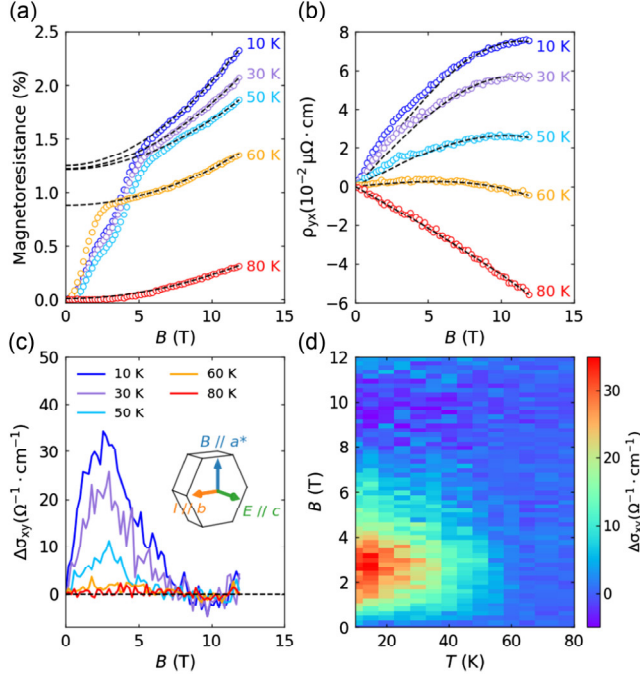 (a)
Magnetoresistance (%)
2.5
2.0
1.5
1.0
0.5
0.0
10 K
30 K
50 K
60 K
80 K
0 5 10 15
B (T)
(b)
ρyx(10⁻² μΩ · cm)
8
6
4
2
0
-2
-4
-6
10 K
30 K
50 K
60 K
80 K
0 5 10 15
B (T)
(c)
Δσxy(Ω⁻¹ · cm⁻¹)
50
40
30
20
10
0
10 K 60 K
30 K 80 K
50 K
B // a*
I // b
E // c
0 5 10 15
B (T)
(d)
B (T)
12
10
8
6
4
2
0
20 40 60 80
T (K)
30
20
10
0
Δσxy(Ω⁻¹ · cm⁻¹)